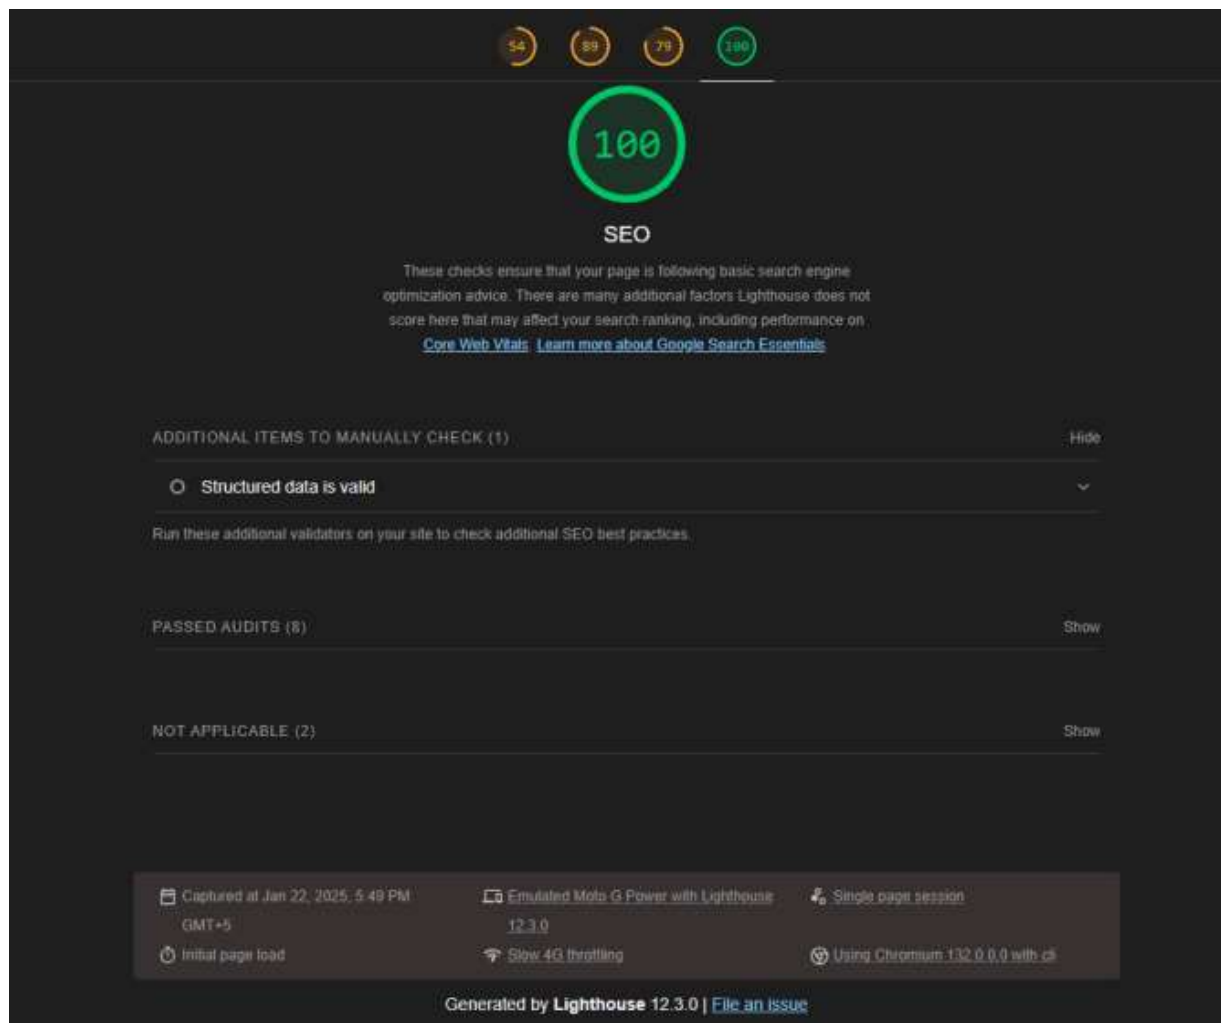 54 89 79 100
100
SEO
These checks ensure that your page is following basic search engine
optimization advice. There are many additional factors Lighthouse does not
score here that may affect your search ranking, including performance on
Core Web Vitals. Learn more about Google Search Essentials.
ADDITIONAL ITEMS TO MANUALLY CHECK (1) Hide
Structured data is valid
Run these additional validators on your site to check additional SEO best practices.
PASSED AUDITS (8) Show
NOT APPLICABLE (2) Show
Captured at Jan 22, 2025, 5:49 PM
GMT+5
Emulated Moto G Power with Lighthouse
12.3.0
Single page session
Initial page load
Slow 4G throttling
Using Chromium 132.0.0.0 with cli
Generated by Lighthouse 12.3.0 | File an issue